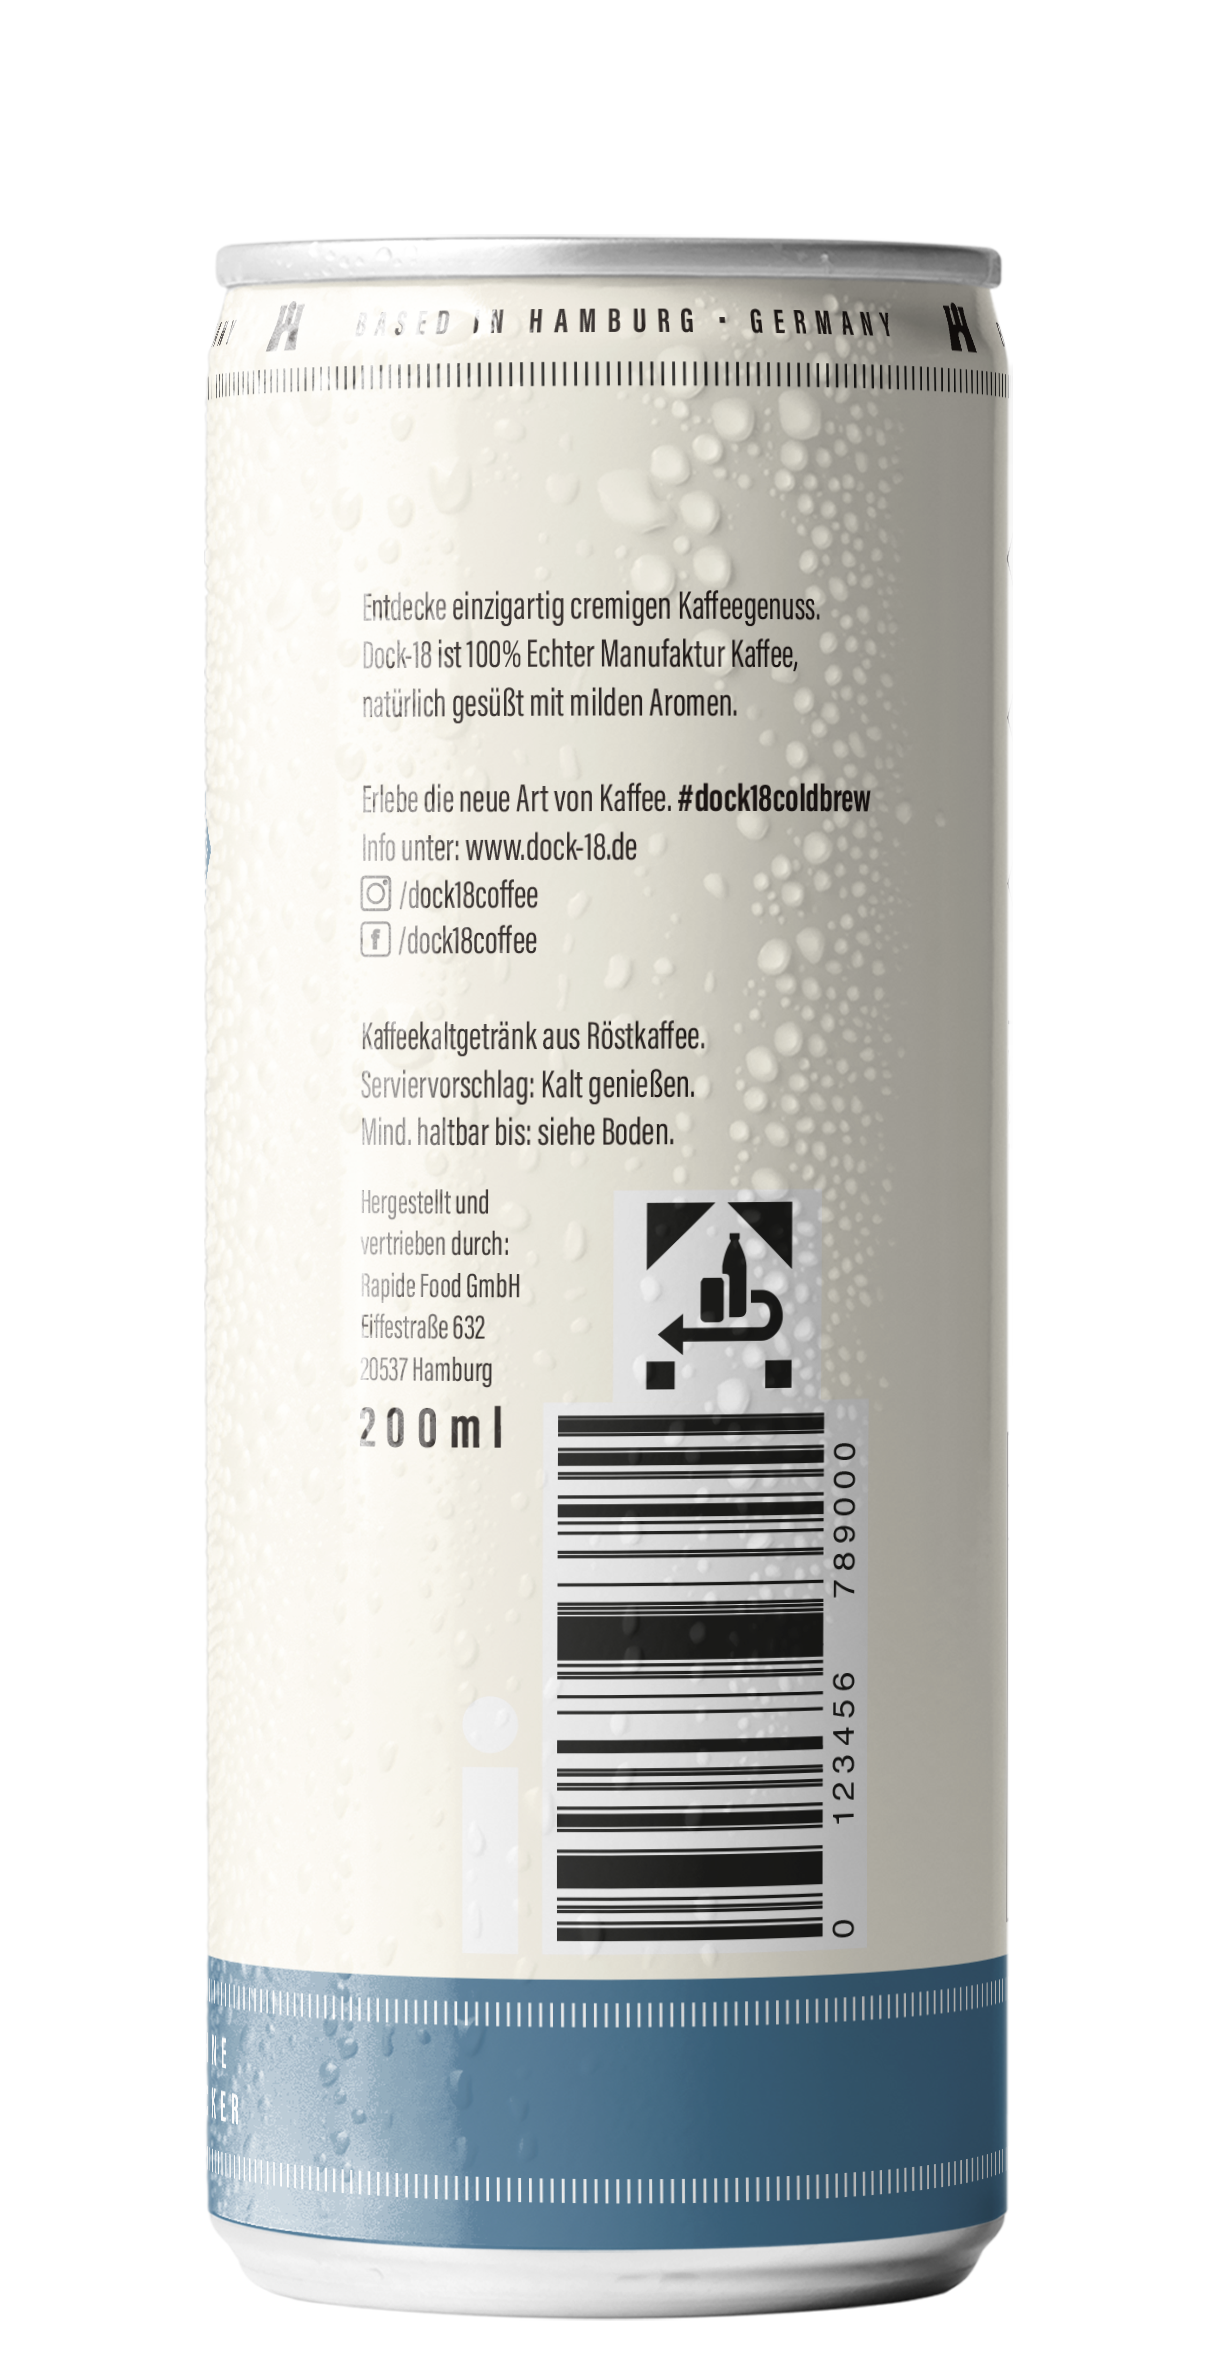 BASED IN HAMBURG · GERMANY
Entdecke einzigartig cremigen Kaffeegenuss.
Dock-18 ist 100% Echter Manufaktur Kaffee,
natürlich gesüßt mit milden Aromen.
Erlebe die neue Art von Kaffee. #dock18coldbrew
Info unter: www.dock-18.de
/dock18coffee
/dock18coffee
Kaffeekaltgetränk aus Röstkaffee.
Serviervorschlag: Kalt genießen.
Mind. haltbar bis: siehe Boden.
Hergestellt und
vertrieben durch:
Rapide Food GmbH
Eiffestraße 632
20537 Hamburg
200ml
0 123456 789000